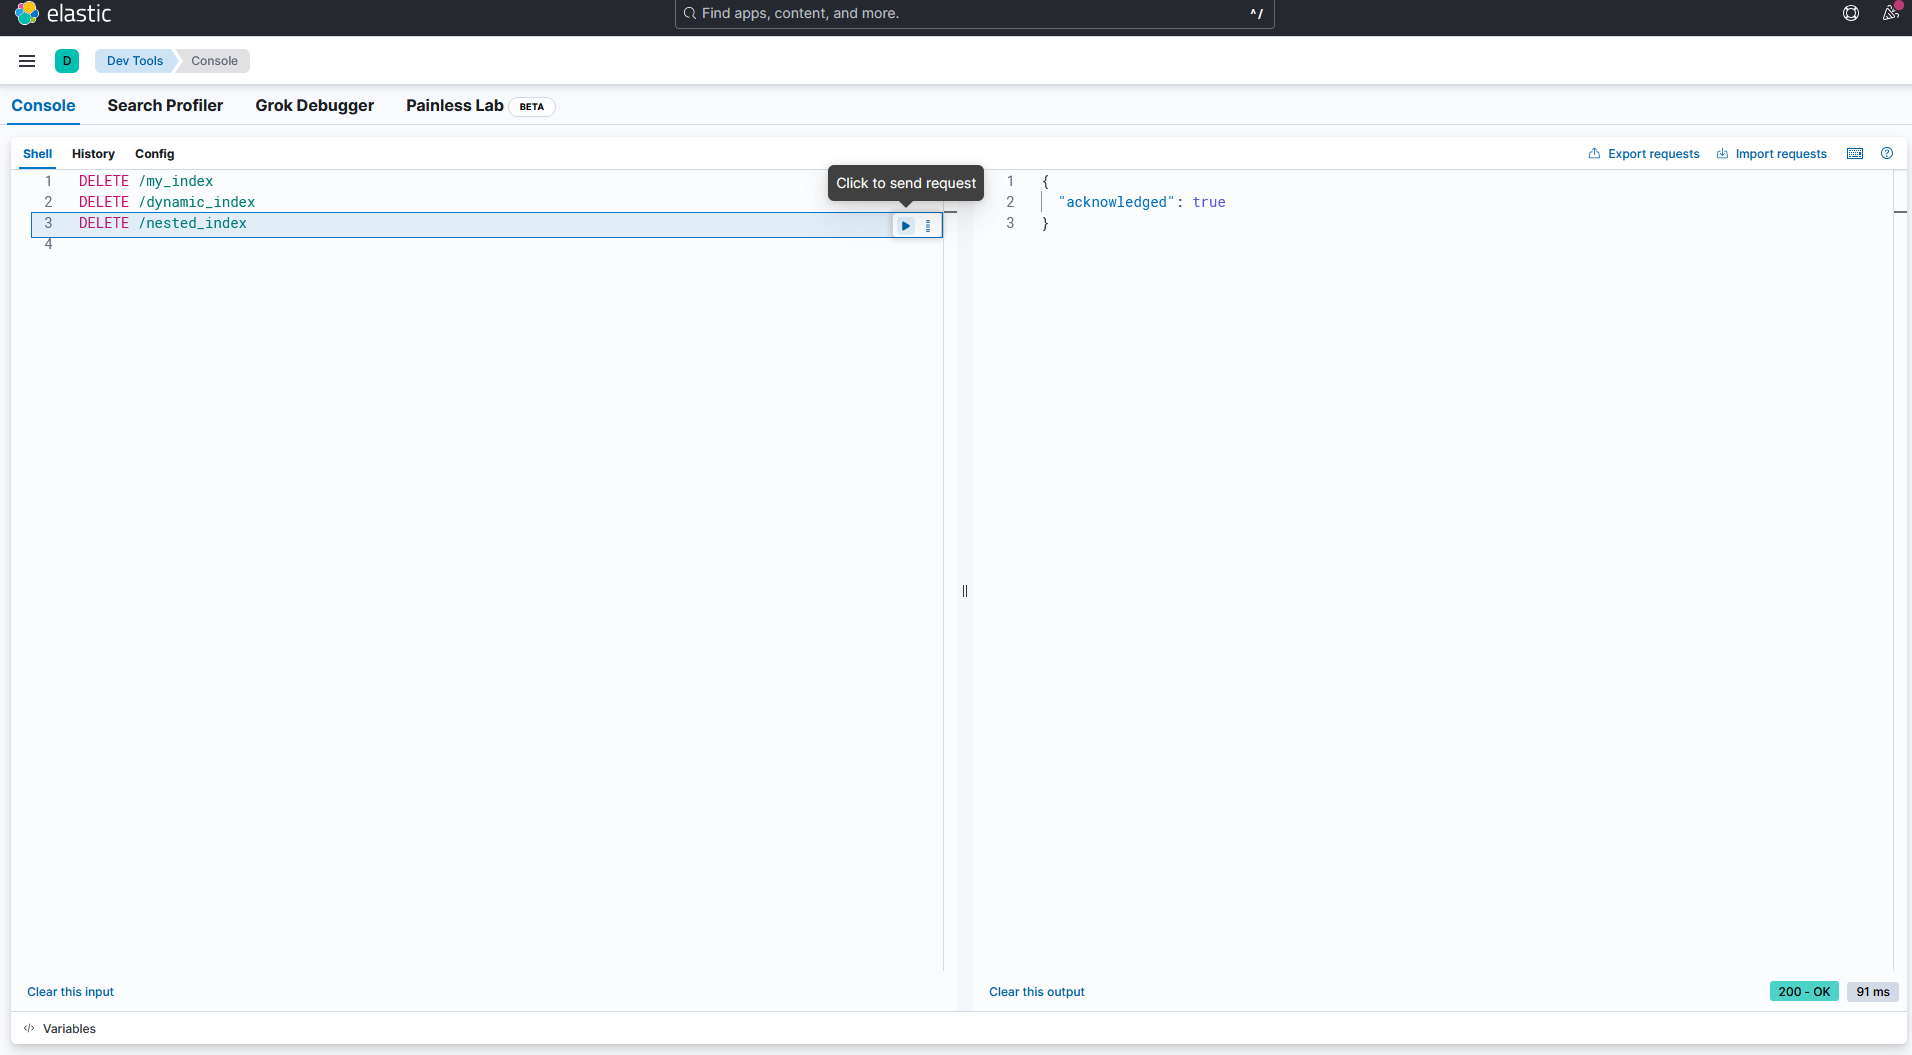 elastic
Find apps, content, and more.
^ /
D
Dev Tools
Console
Console
Search Profiler
Grok Debugger
Painless Lab
BETA
Shell
History
Config
Export requests
Import requests
Click to send request
1 DELETE /my_index
2 DELETE /dynamic_index
3 DELETE /nested_index
4
1 {
2 "acknowledged": true
3 }
Clear this input
Clear this output
200 - OK
91 ms
</> Variables